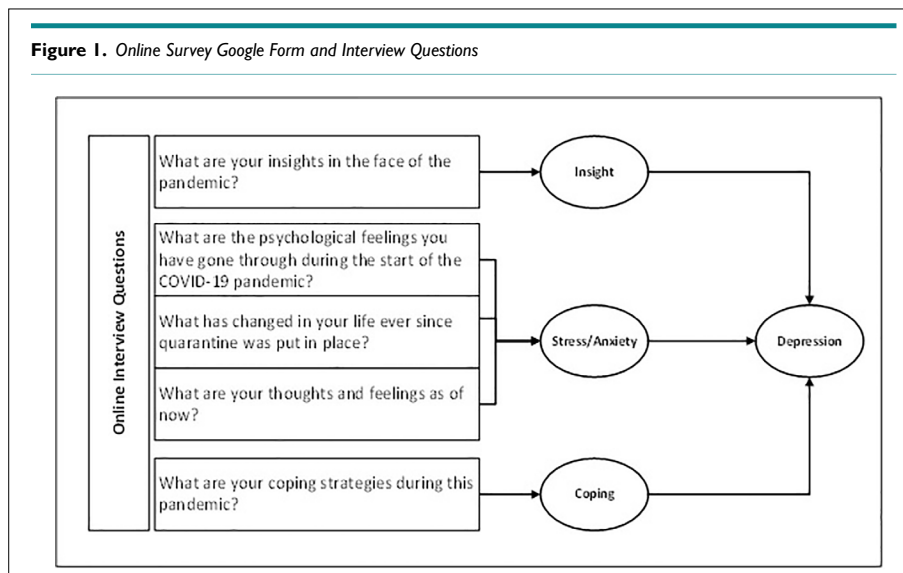 Figure 1. Online Survey Google Form and Interview Questions
Online Interview Questions
What are your insights in the face of the
pandemic?
Insight
What are the psychological feelings you
have gone through during the start of the
COVID-19 pandemic?
What has changed in your life ever since
quarantine was put in place?
Stress/Anxiety
Depression
What are your thoughts and feelings as of
now?
What are your coping strategies during this
pandemic?
Coping